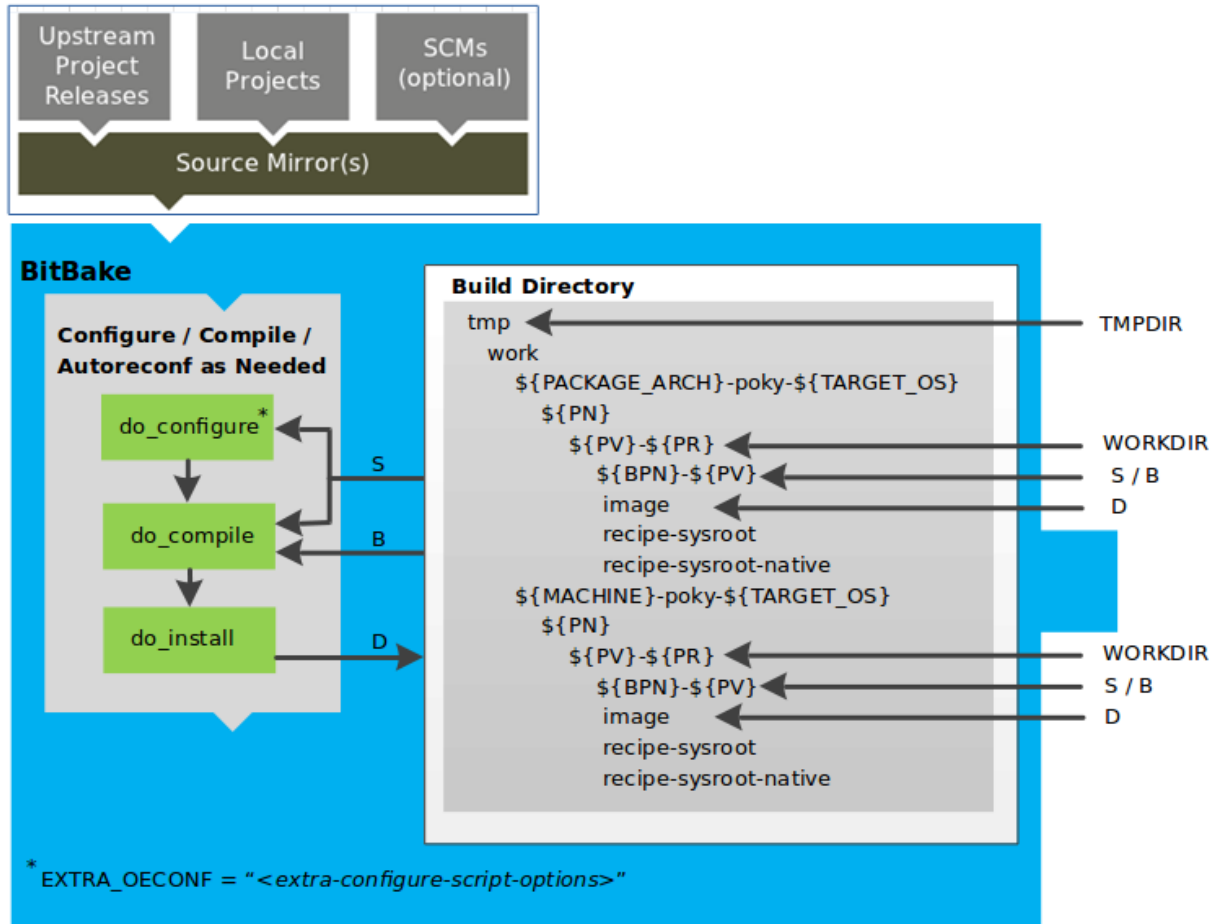 Upstream
Project
Releases
Local
Projects
SCMs
(optional)
Source Mirror(s)
BitBake
Configure / Compile /
Autoreconf as Needed
do_configure*
do_compile
do_install
S
B
D
Build Directory
tmp
TMPDIR
work
${PACKAGE_ARCH}-poky-${TARGET_OS}
${PN}
${PV}-${PR}
WORKDIR
${BPN}-${PV}
S / B
image
D
recipe-sysroot
recipe-sysroot-native
${MACHINE}-poky-${TARGET_OS}
${PN}
${PV}-${PR}
WORKDIR
${BPN}-${PV}
S / B
image
D
recipe-sysroot
recipe-sysroot-native
* EXTRA_OECONF = “<extra-configure-script-options>”